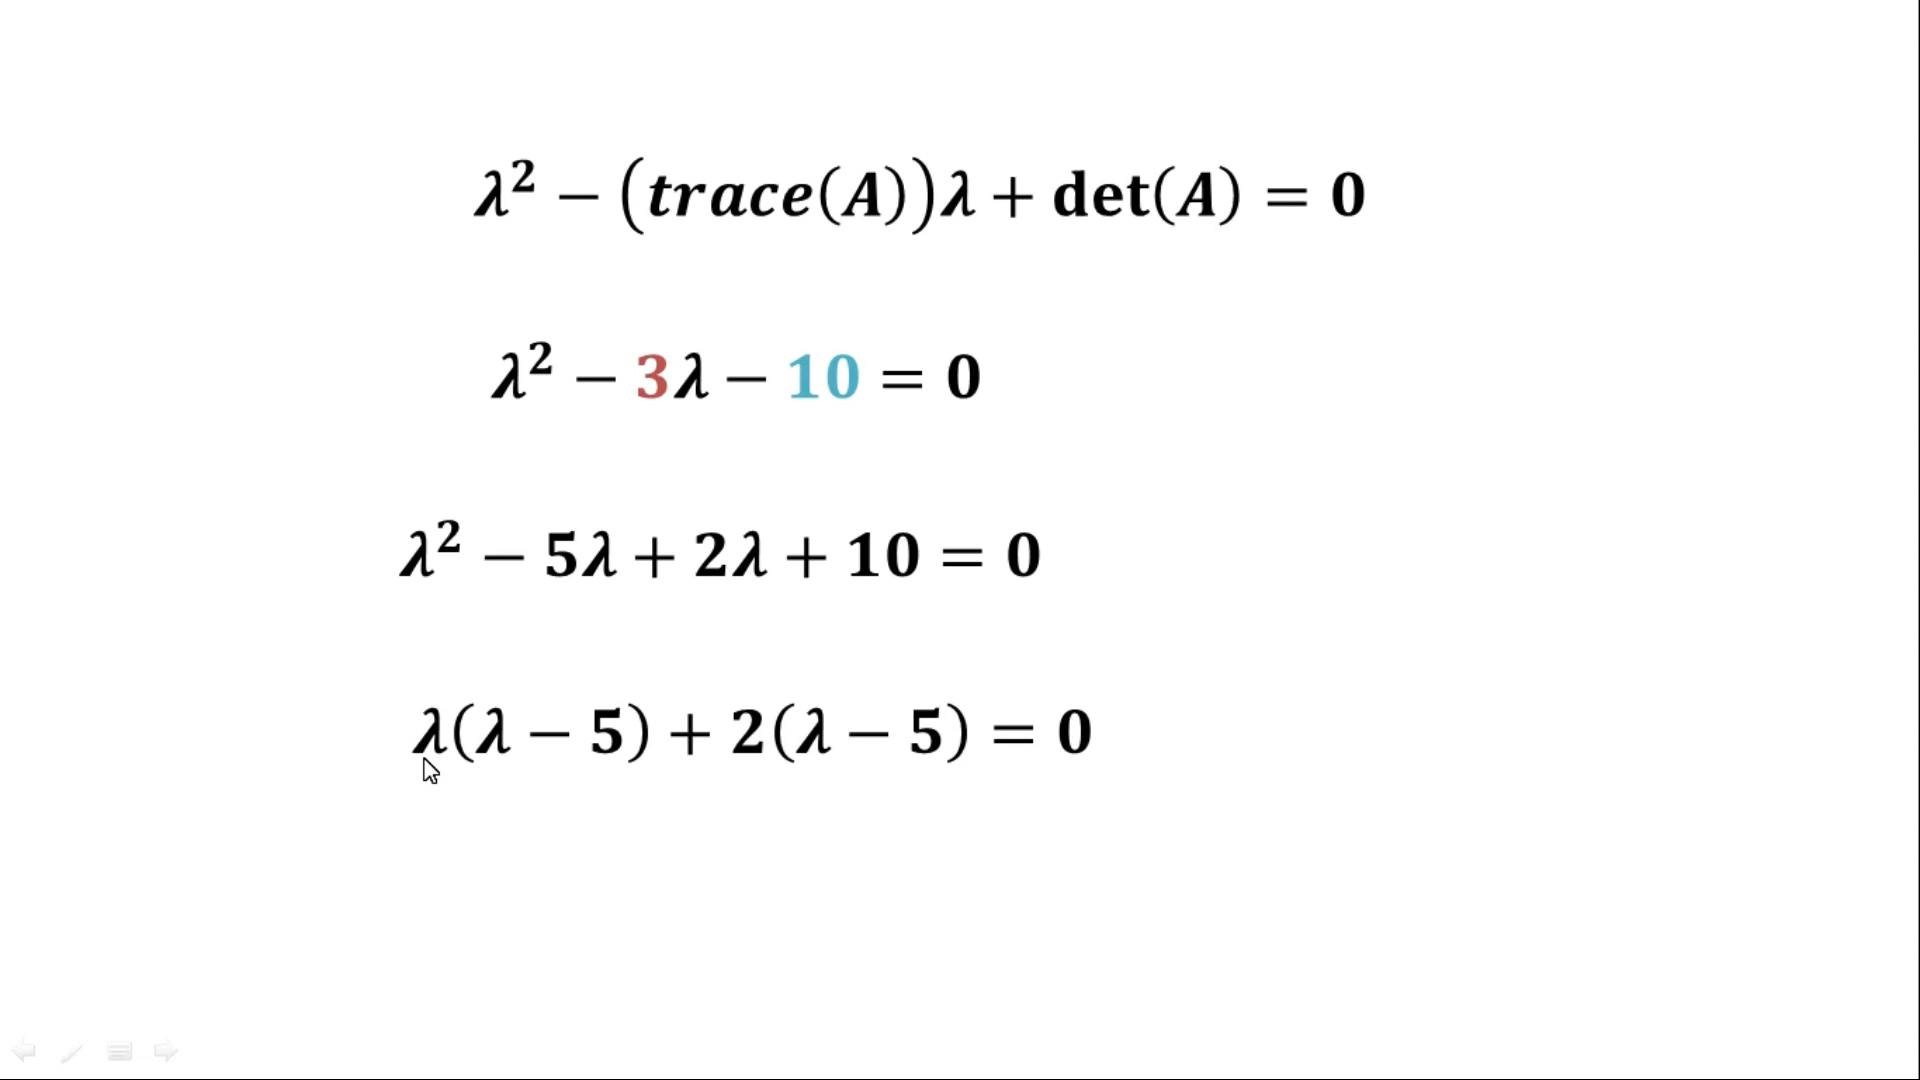 λ² − (trace(A))λ + det(A) = 0
λ² − 3λ − 10 = 0
λ² − 5λ + 2λ + 10 = 0
λ(λ − 5) + 2(λ − 5) = 0